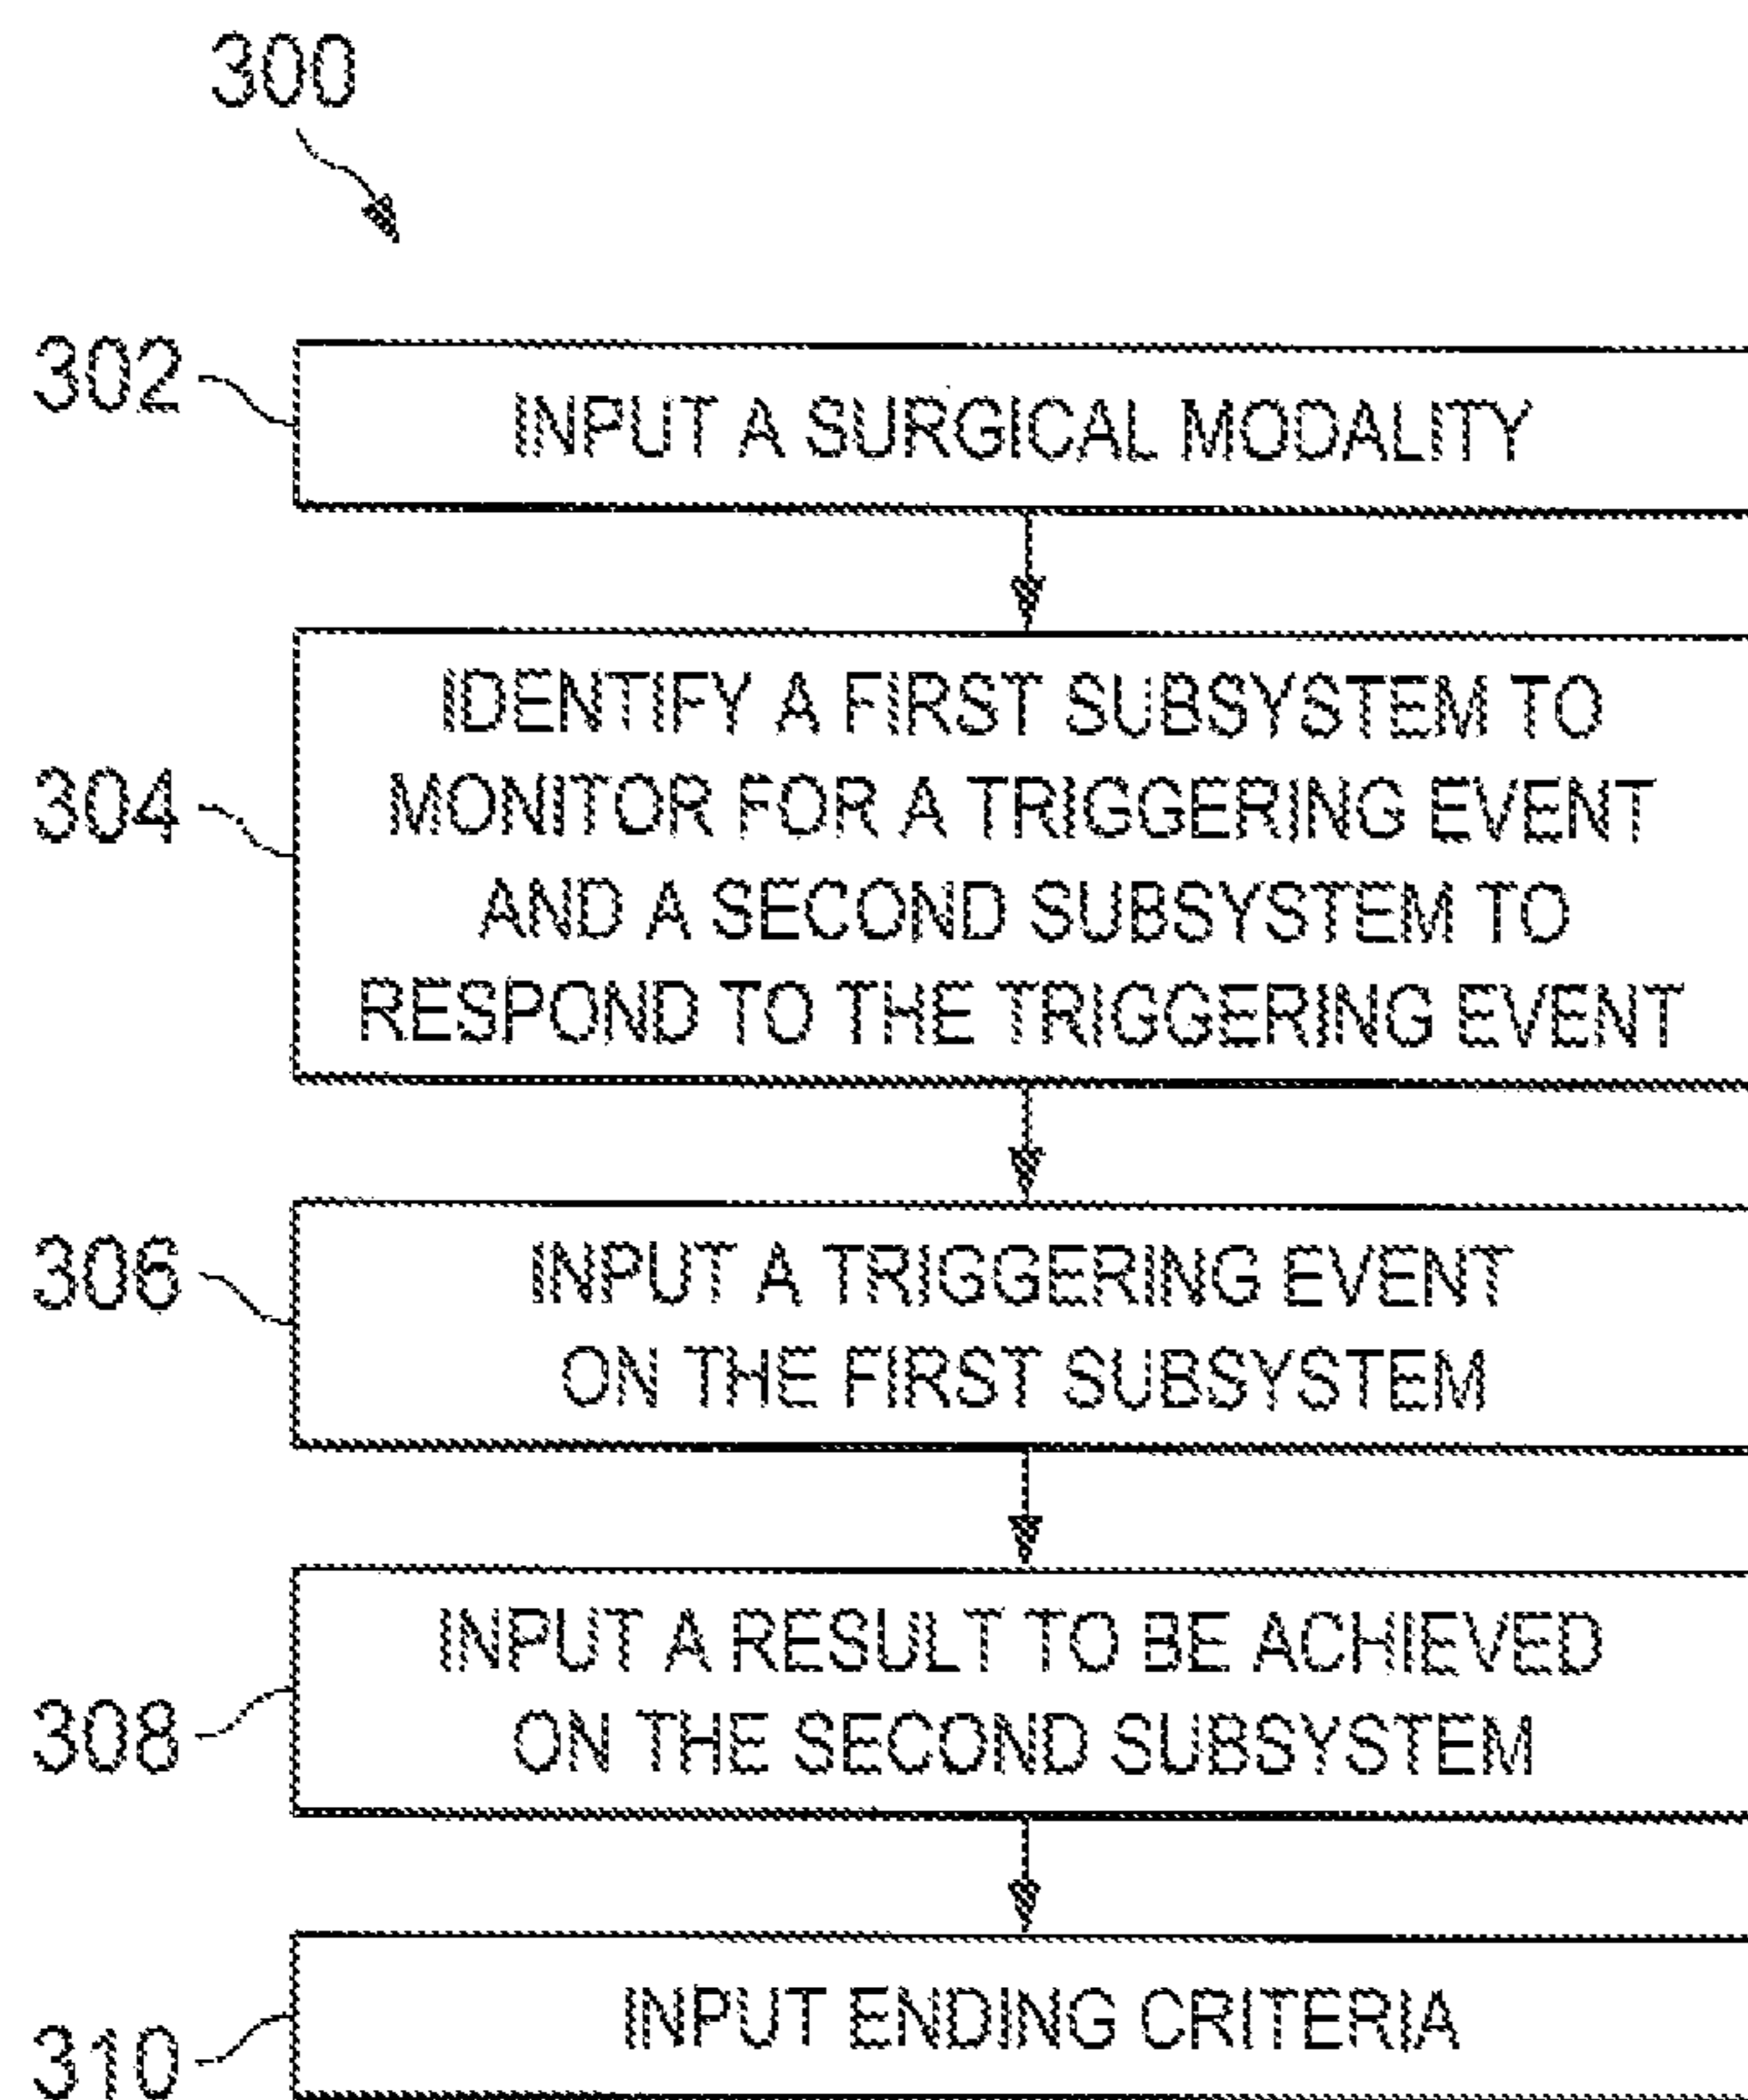 300
302
INPUT A SURGICAL MODALITY
304
IDENTIFY A FIRST SUBSYSTEM TO
MONITOR FOR A TRIGGERING EVENT
AND A SECOND SUBSYSTEM TO
RESPOND TO THE TRIGGERING EVENT
306
INPUT A TRIGGERING EVENT
ON THE FIRST SUBSYSTEM
308
INPUT A RESULT TO BE ACHIEVED
ON THE SECOND SUBSYSTEM
310
INPUT ENDING CRITERIA